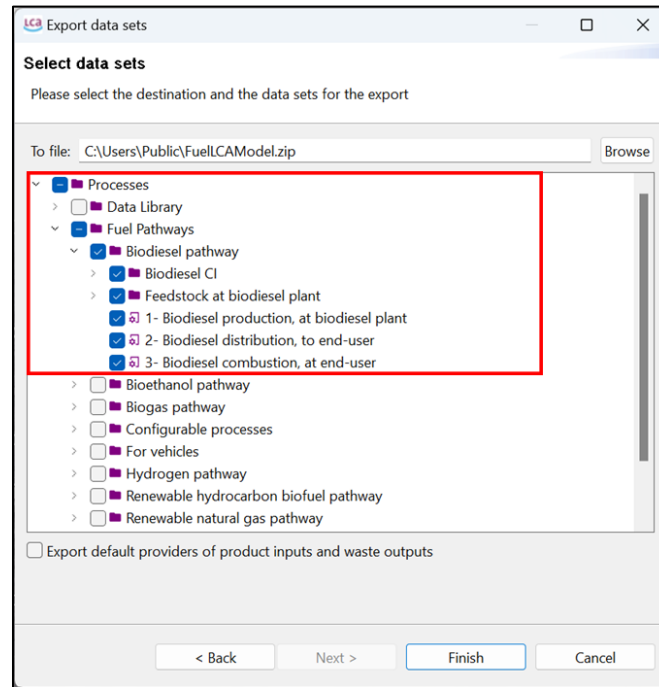 LCA Export data sets
Select data sets
Please select the destination and the data sets for the export
To file: C:\Users\Public\FuelLCAModel.zip Browse
Processes
Data Library
Fuel Pathways
Biodiesel pathway
Biodiesel CI
Feedstock at biodiesel plant
1- Biodiesel production, at biodiesel plant
2- Biodiesel distribution, to end-user
3- Biodiesel combustion, at end-user
Bioethanol pathway
Biogas pathway
Configurable processes
For vehicles
Hydrogen pathway
Renewable hydrocarbon biofuel pathway
Renewable natural gas pathway
Export default providers of product inputs and waste outputs
< Back Next > Finish Cancel